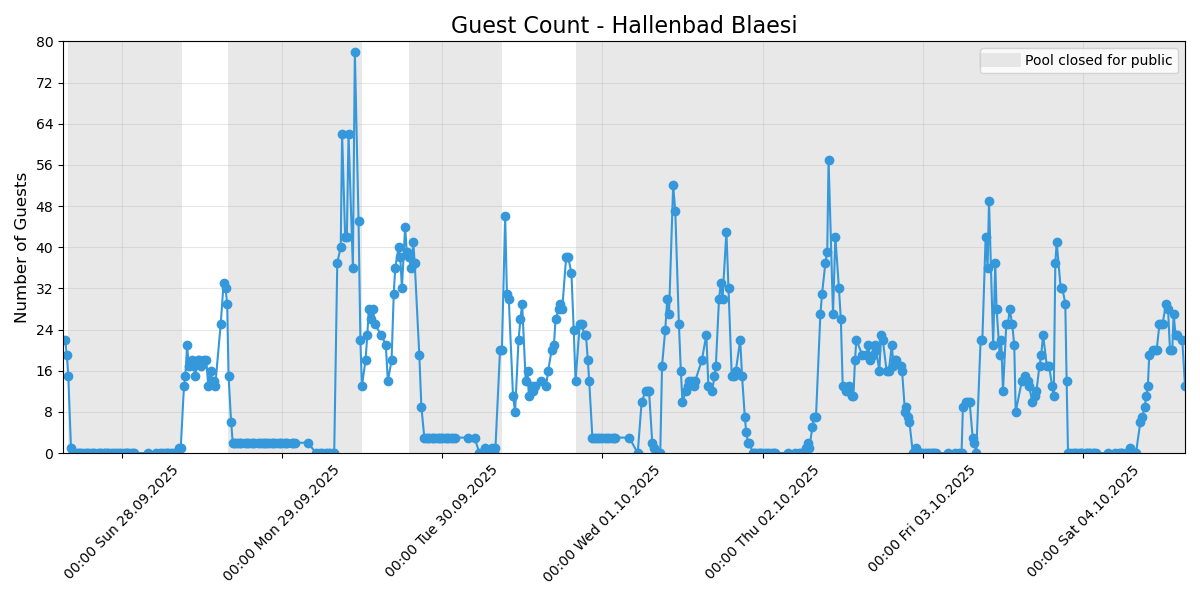 Guest Count - Hallenbad Blaesi
Pool closed for public
Number of Guests
80
72
64
56
48
40
32
24
16
8
0
00:00 Sun 28.09.2025
00:00 Mon 29.09.2025
00:00 Tue 30.09.2025
00:00 Wed 01.10.2025
00:00 Thu 02.10.2025
00:00 Fri 03.10.2025
00:00 Sat 04.10.2025